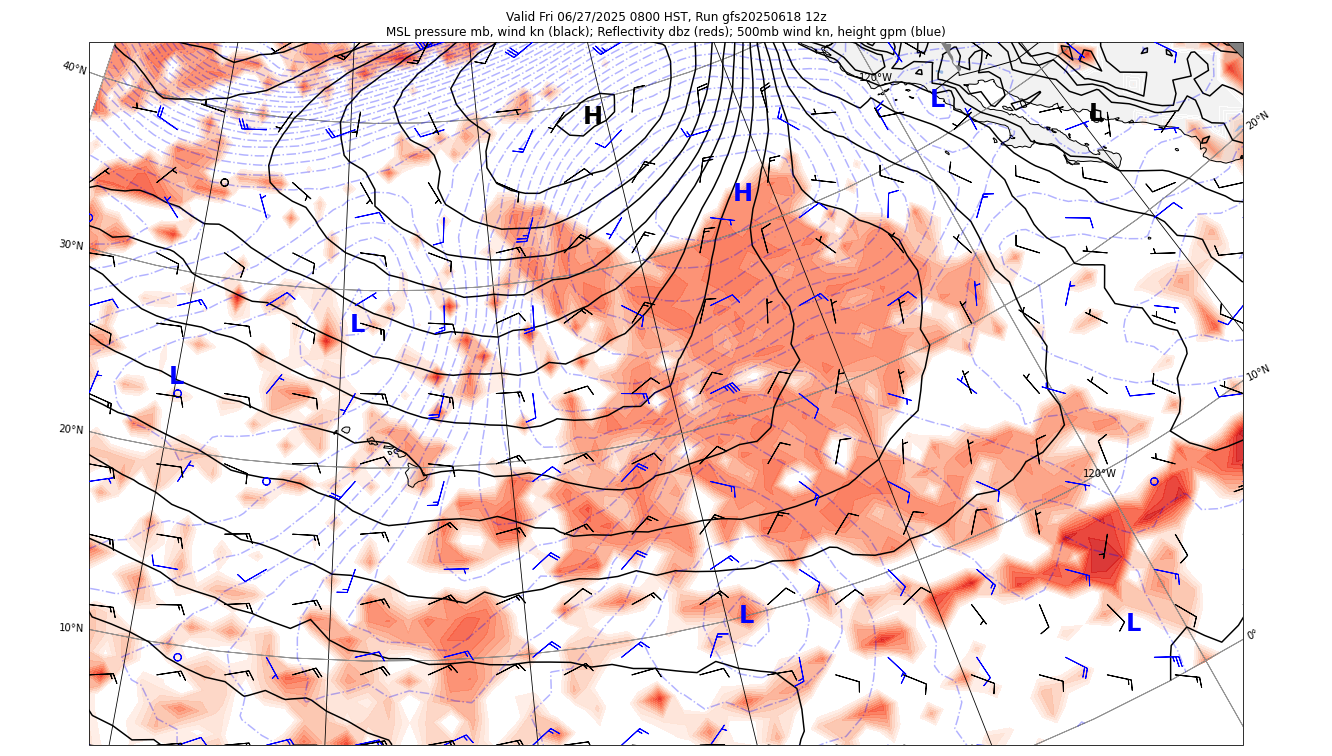 Valid Fri 06/27/2025 0800 HST, Run gfs20250618 12z
MSL pressure mb, wind kn (black); Reflectivity dbz (reds); 500mb wind kn, height gpm (blue)
40°N
120°W
L
H
L
20°N
H
30°N
L
L
10°N
20°N
120°W
L
L
10°N
0°